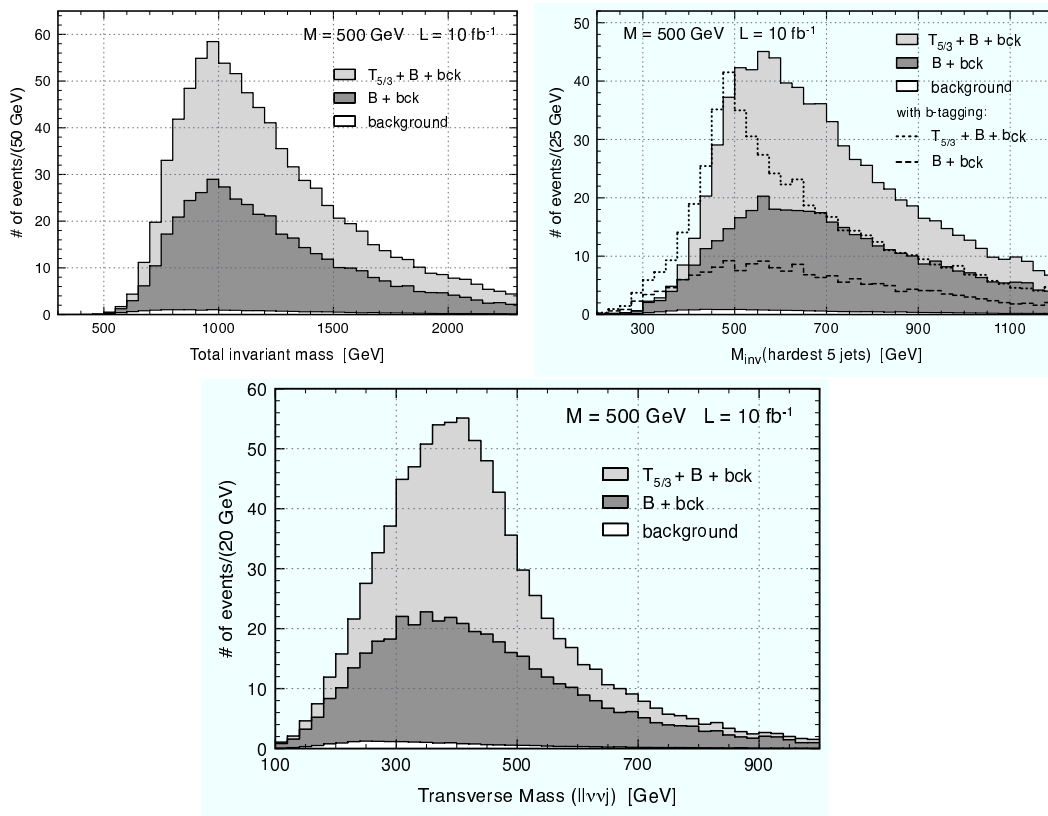 M = 500 GeV L = 10 fb⁻¹
T5/3 + B + bck
B + bck
background
# of events/(50 GeV)
60
50
40
30
20
10
0
500 1000 1500 2000
Total invariant mass [GeV]
M = 500 GeV L = 10 fb⁻¹
T5/3 + B + bck
B + bck
background
with b-tagging:
T5/3 + B + bck
B + bck
# of events/(25 GeV)
50
40
30
20
10
0
300 500 700 900 1100
Minv(hardest 5 jets) [GeV]
M = 500 GeV L = 10 fb⁻¹
T5/3 + B + bck
B + bck
background
# of events/(20 GeV)
60
50
40
30
20
10
0
100 300 500 700 900
Transverse Mass (llννj) [GeV]